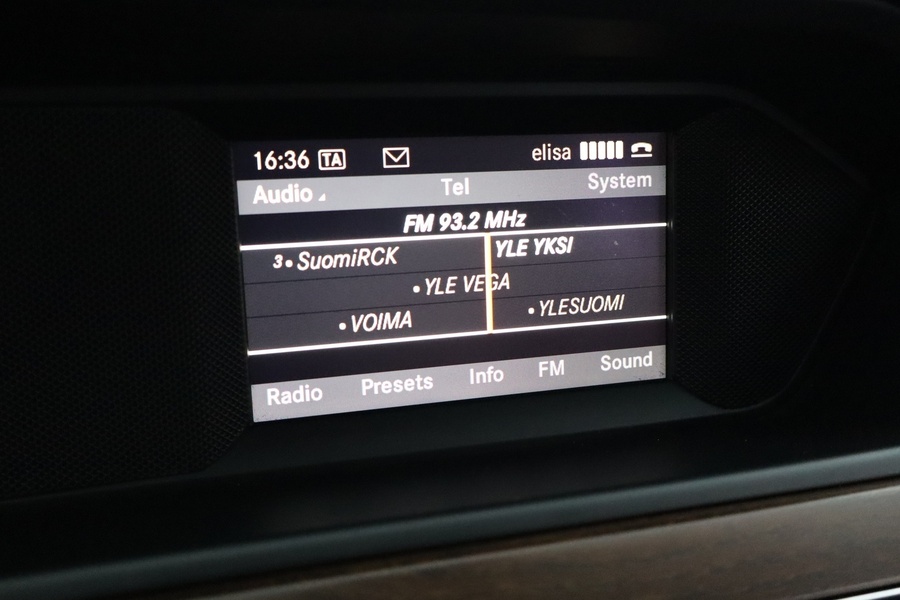 16:36 TA elisa
Audio Tel System
FM 93.2 MHz
3•SuomiRCK YLE YKSI
•YLE VEGA
•VOIMA •YLESUOMI
Radio Presets Info FM Sound